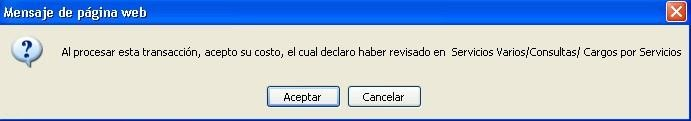 Mensaje de página web
Al procesar esta transacción, acepto su costo, el cual declaro haber revisado en Servicios Varios/Consultas/ Cargos por Servicios
Aceptar
Cancelar